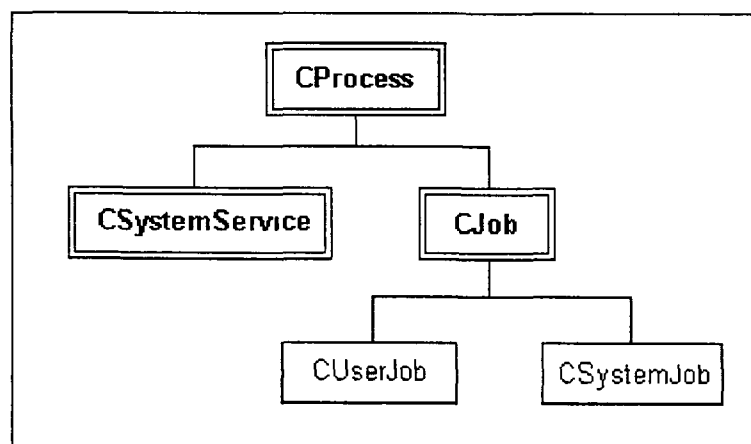 CProcess
CSystemService
CJob
CUserJob
CSystemJob